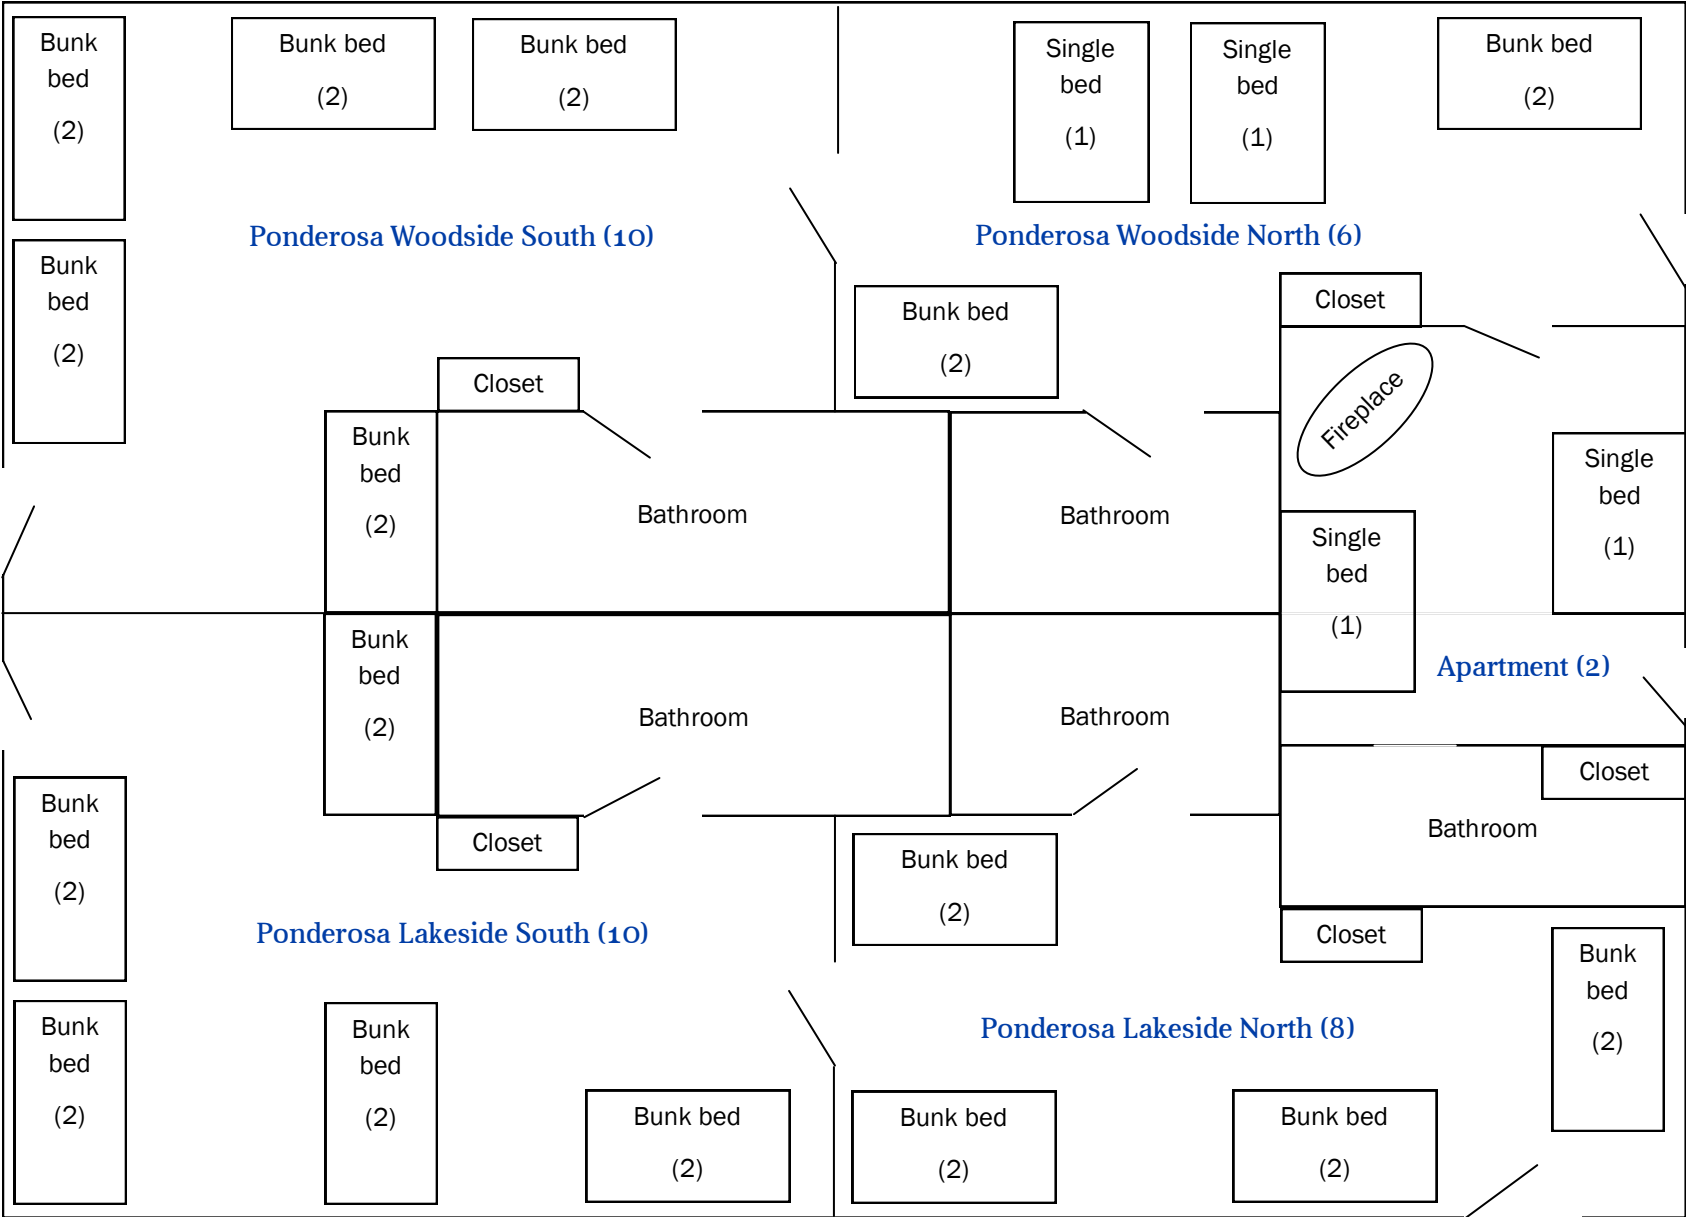 Bunk
bed
(2)
Bunk bed
(2)
Bunk bed
(2)
Single
bed
(1)
Single
bed
(1)
Bunk bed
(2)
Ponderosa Woodside South (10)
Ponderosa Woodside North (6)
Bunk
bed
(2)
Bunk bed
(2)
Closet
Closet
Fireplace
Bunk
bed
(2)
Bathroom
Bathroom
Single
bed
(1)
Single
bed
(1)
Bunk
bed
(2)
Bathroom
Bathroom
Apartment (2)
Closet
Bathroom
Bunk
bed
(2)
Closet
Bunk bed
(2)
Closet
Ponderosa Lakeside South (10)
Bunk
bed
(2)
Ponderosa Lakeside North (8)
Bunk
bed
(2)
Bunk
bed
(2)
Bunk bed
(2)
Bunk bed
(2)
Bunk bed
(2)